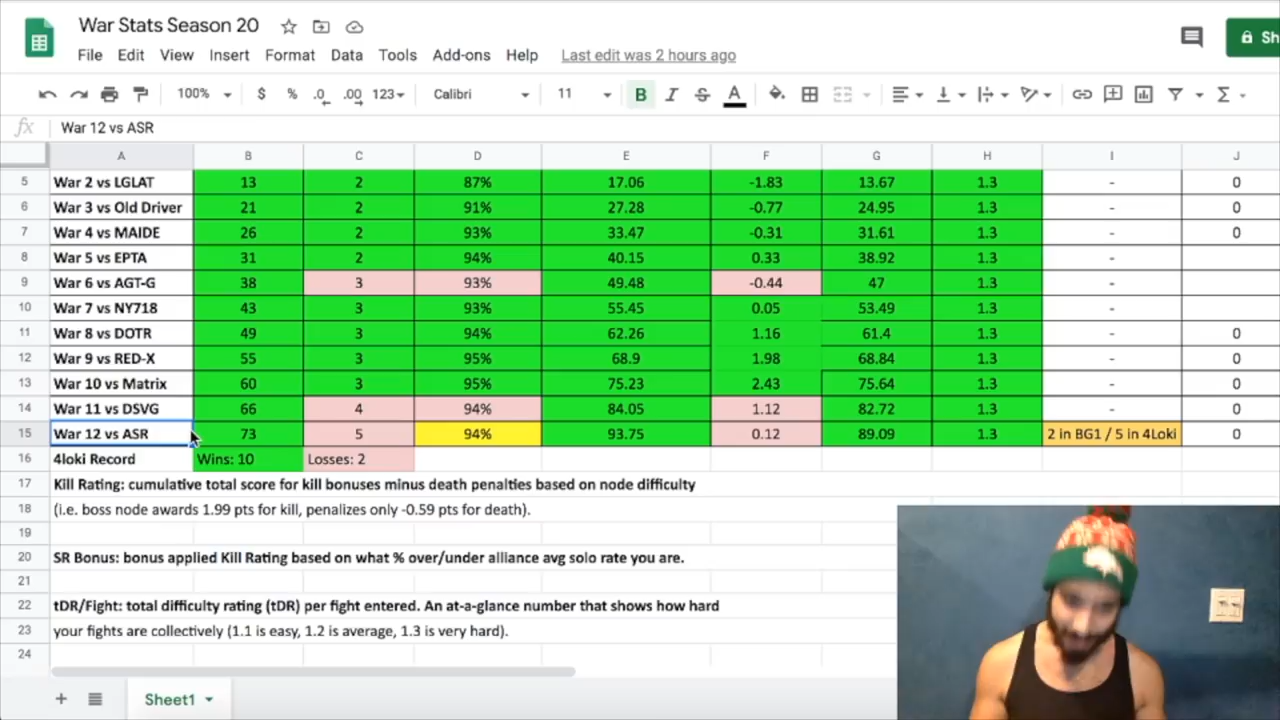 War Stats Season 20
File Edit View Insert Format Data Tools Add-ons Help Last edit was 2 hours ago
100% $ % .0 .00 123 Calibri 11 B I S A
fx War 12 vs ASR
A B C D E F G H I J
5 War 2 vs LGLAT 13 2 87% 17.06 -1.83 13.67 1.3 - 0
6 War 3 vs Old Driver 21 2 91% 27.28 -0.77 24.95 1.3 - 0
7 War 4 vs MAIDE 26 2 93% 33.47 -0.31 31.61 1.3 - 0
8 War 5 vs EPTA 31 2 94% 40.15 0.33 38.92 1.3 -
9 War 6 vs AGT-G 38 3 93% 49.48 -0.44 47 1.3 -
10 War 7 vs NY718 43 3 93% 55.45 0.05 53.49 1.3 -
11 War 8 vs DOTR 49 3 94% 62.26 1.16 61.4 1.3 - 0
12 War 9 vs RED-X 55 3 95% 68.9 1.98 68.84 1.3 - 0
13 War 10 vs Matrix 60 3 95% 75.23 2.43 75.64 1.3 - 0
14 War 11 vs DSVG 66 4 94% 84.05 1.12 82.72 1.3 - 0
15 War 12 vs ASR 73 5 94% 93.75 0.12 89.09 1.3 2 in BG1 / 5 in 4Loki 0
16 4loki Record Wins: 10 Losses: 2
17 Kill Rating: cumulative total score for kill bonuses minus death penalties based on node difficulty
18 (i.e. boss node awards 1.99 pts for kill, penalizes only -0.59 pts for death).
19
20 SR Bonus: bonus applied Kill Rating based on what % over/under alliance avg solo rate you are.
21
22 tDR/Fight: total difficulty rating (tDR) per fight entered. An at-a-glance number that shows how hard
23 your fights are collectively (1.1 is easy, 1.2 is average, 1.3 is very hard).
24
Sheet1